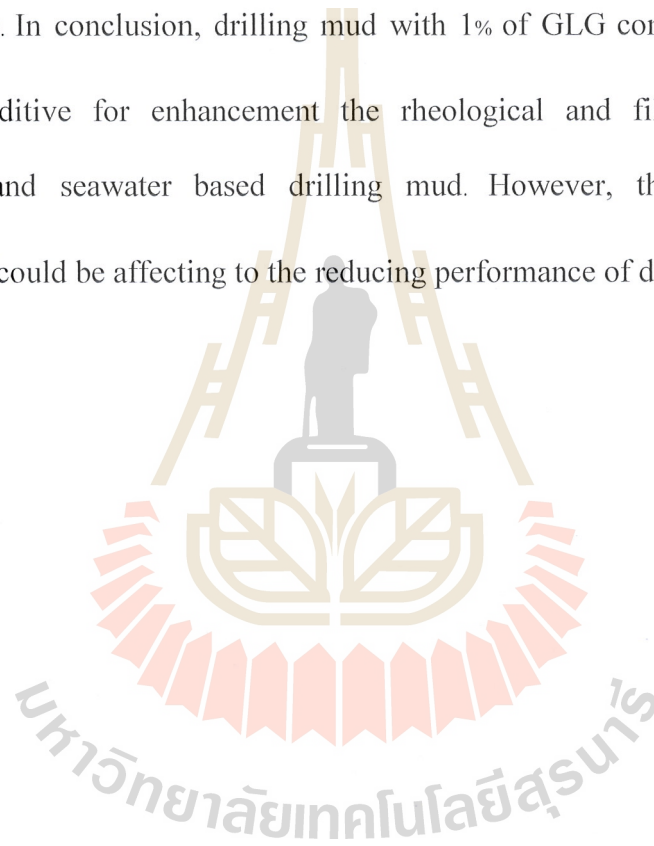 . In conclusion, drilling mud with 1% of GLG con
ditive for enhancement the rheological and fi
and seawater based drilling mud. However, th
could be affecting to the reducing performance of d
มหาวิทยาลัยเทคโนโลยีสุรนารี